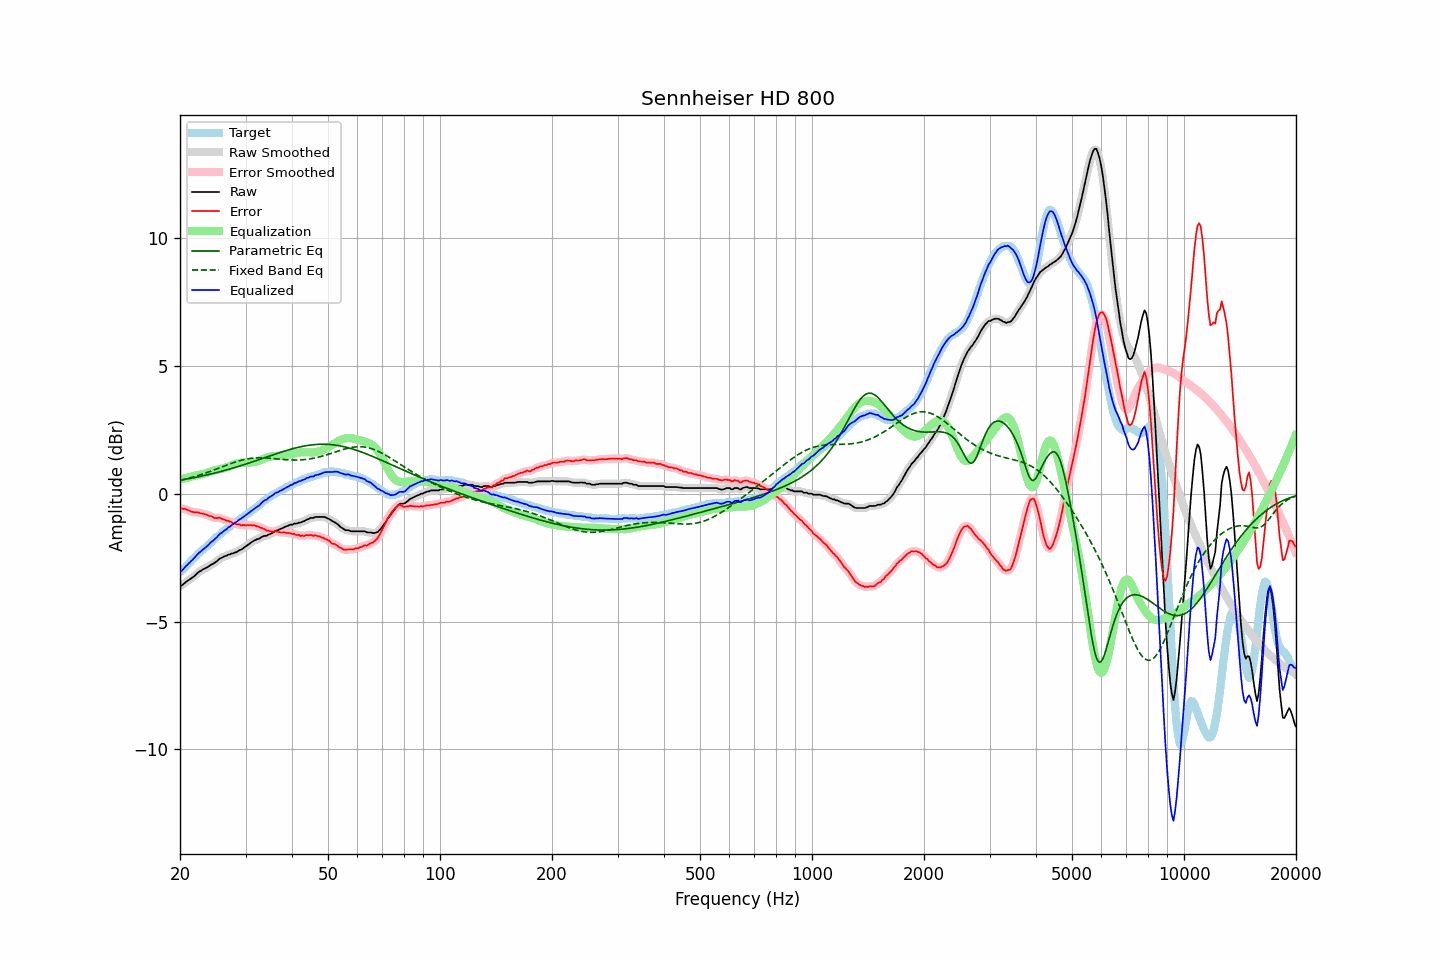 Sennheiser HD 800
Target
Raw Smoothed
Error Smoothed
Raw
Error
Equalization
Parametric Eq
Fixed Band Eq
Equalized
Amplitude (dBr)
10
5
0
−5
−10
20 50 100 200 500 1000 2000 5000 10000 20000
Frequency (Hz)